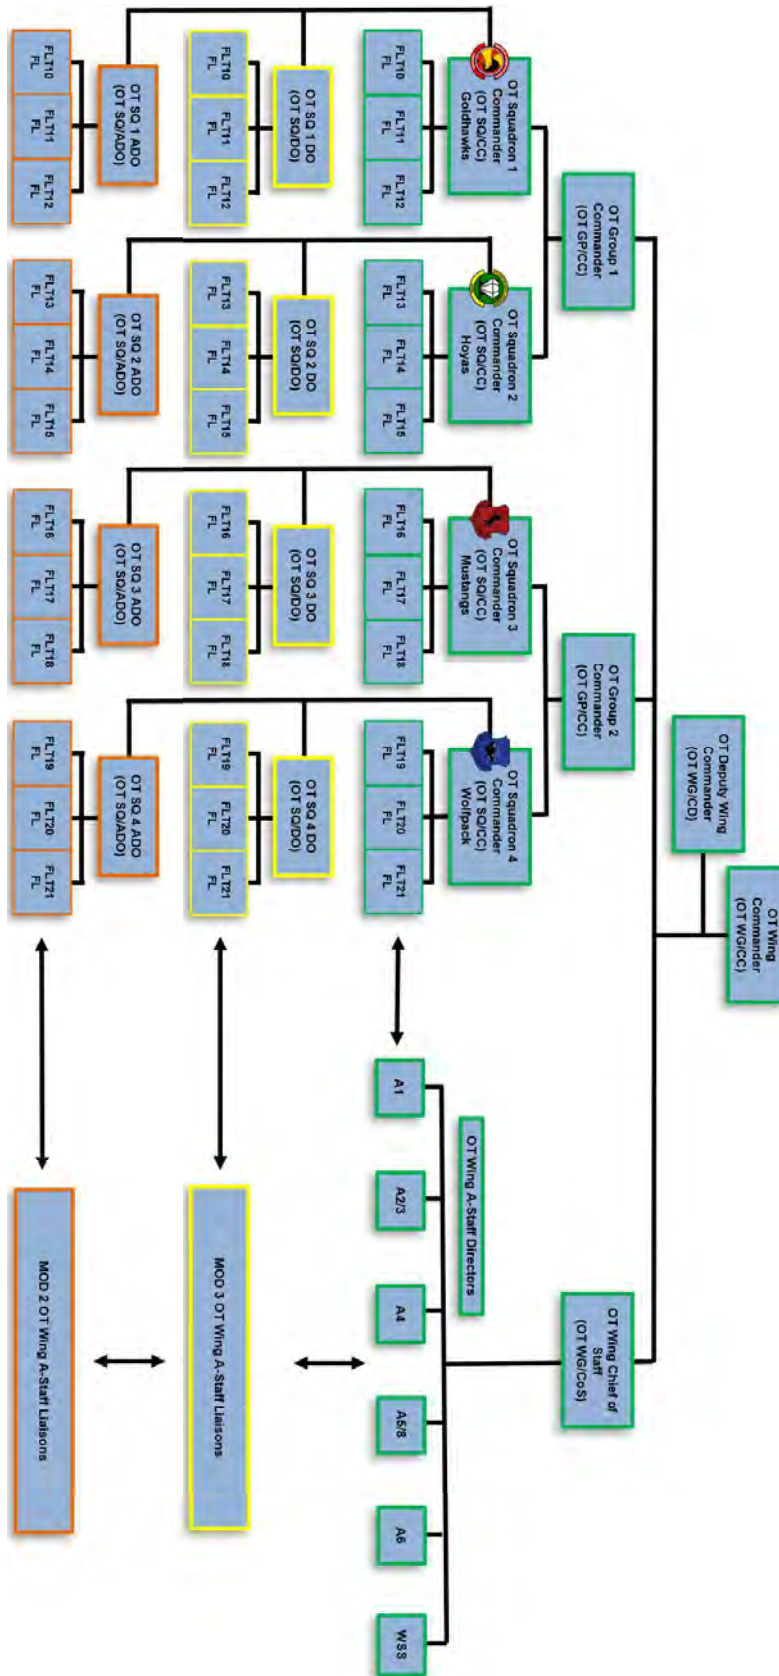 OT Wing
Commander
(OT WG/CC)
OT Deputy Wing
Commander
(OT WG/CD)
OT Group 1
Commander
(OT GP/CC)
OT Group 2
Commander
(OT GP/CC)
OT Wing Chief of
Staff
(OT WG/CoS)
OT Squadron 1
Commander
(OT SQ/CC)
Goldhawks
OT Squadron 2
Commander
(OT SQ/CC)
Hoyas
OT Squadron 3
Commander
(OT SQ/CC)
Mustangs
OT Squadron 4
Commander
(OT SQ/CC)
Wolfpack
OT Wing A-Staff Directors
FLT10
FL
FLT11
FL
FLT12
FL
FLT13
FL
FLT14
FL
FLT15
FL
FLT16
FL
FLT17
FL
FLT18
FL
FLT19
FL
FLT20
FL
FLT21
FL
A1
A2/3
A4
A5/8
A6
WSS
OT SQ 1 DO
(OT SQ/DO)
OT SQ 2 DO
(OT SQ/DO)
OT SQ 3 DO
(OT SQ/DO)
OT SQ 4 DO
(OT SQ/DO)
FLT10
FL
FLT11
FL
FLT12
FL
FLT13
FL
FLT14
FL
FLT15
FL
FLT16
FL
FLT17
FL
FLT18
FL
FLT19
FL
FLT20
FL
FLT21
FL
MOD 3 OT Wing A-Staff Liaisons
OT SQ 1 ADO
(OT SQ/ADO)
OT SQ 2 ADO
(OT SQ/ADO)
OT SQ 3 ADO
(OT SQ/ADO)
OT SQ 4 ADO
(OT SQ/ADO)
FLT10
FL
FLT11
FL
FLT12
FL
FLT13
FL
FLT14
FL
FLT15
FL
FLT16
FL
FLT17
FL
FLT18
FL
FLT19
FL
FLT20
FL
FLT21
FL
MOD 2 OT Wing A-Staff Liaisons